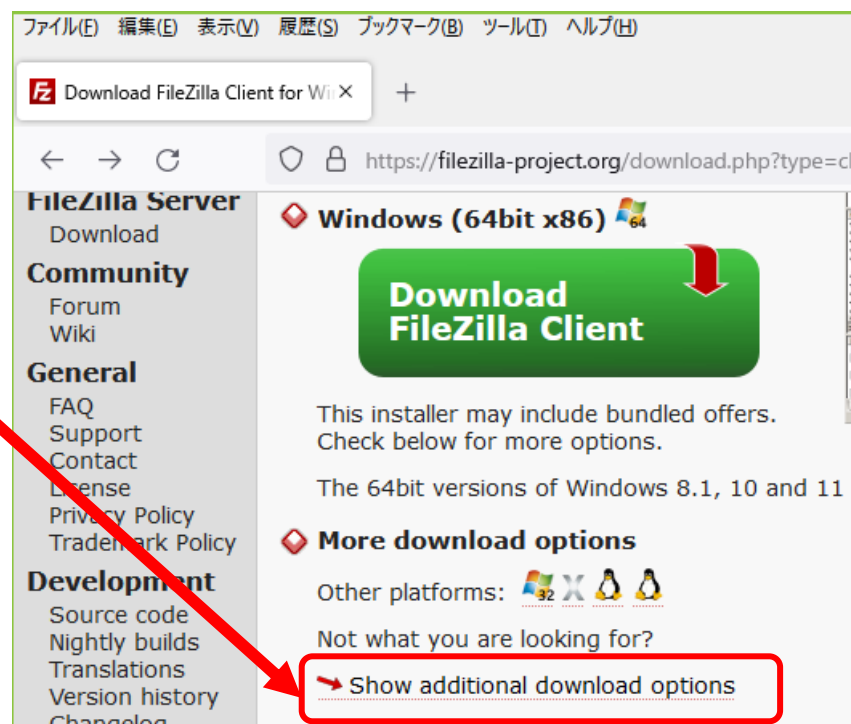 ファイル(F) 編集(E) 表示(V) 履歴(S) ブックマーク(B) ツール(T) ヘルプ(H)
Fz Download FileZilla Client for Wi × +
https://filezilla-project.org/download.php?type=cl
FileZilla Server
Download
Community
Forum
Wiki
General
FAQ
Support
Contact
License
Privacy Policy
Trademark Policy
Development
Source code
Nightly builds
Translations
Version history
Changelog
Windows (64bit x86) 64
Download
FileZilla Client
This installer may include bundled offers.
Check below for more options.
The 64bit versions of Windows 8.1, 10 and 11
More download options
Other platforms: 32
Not what you are looking for?
Show additional download options